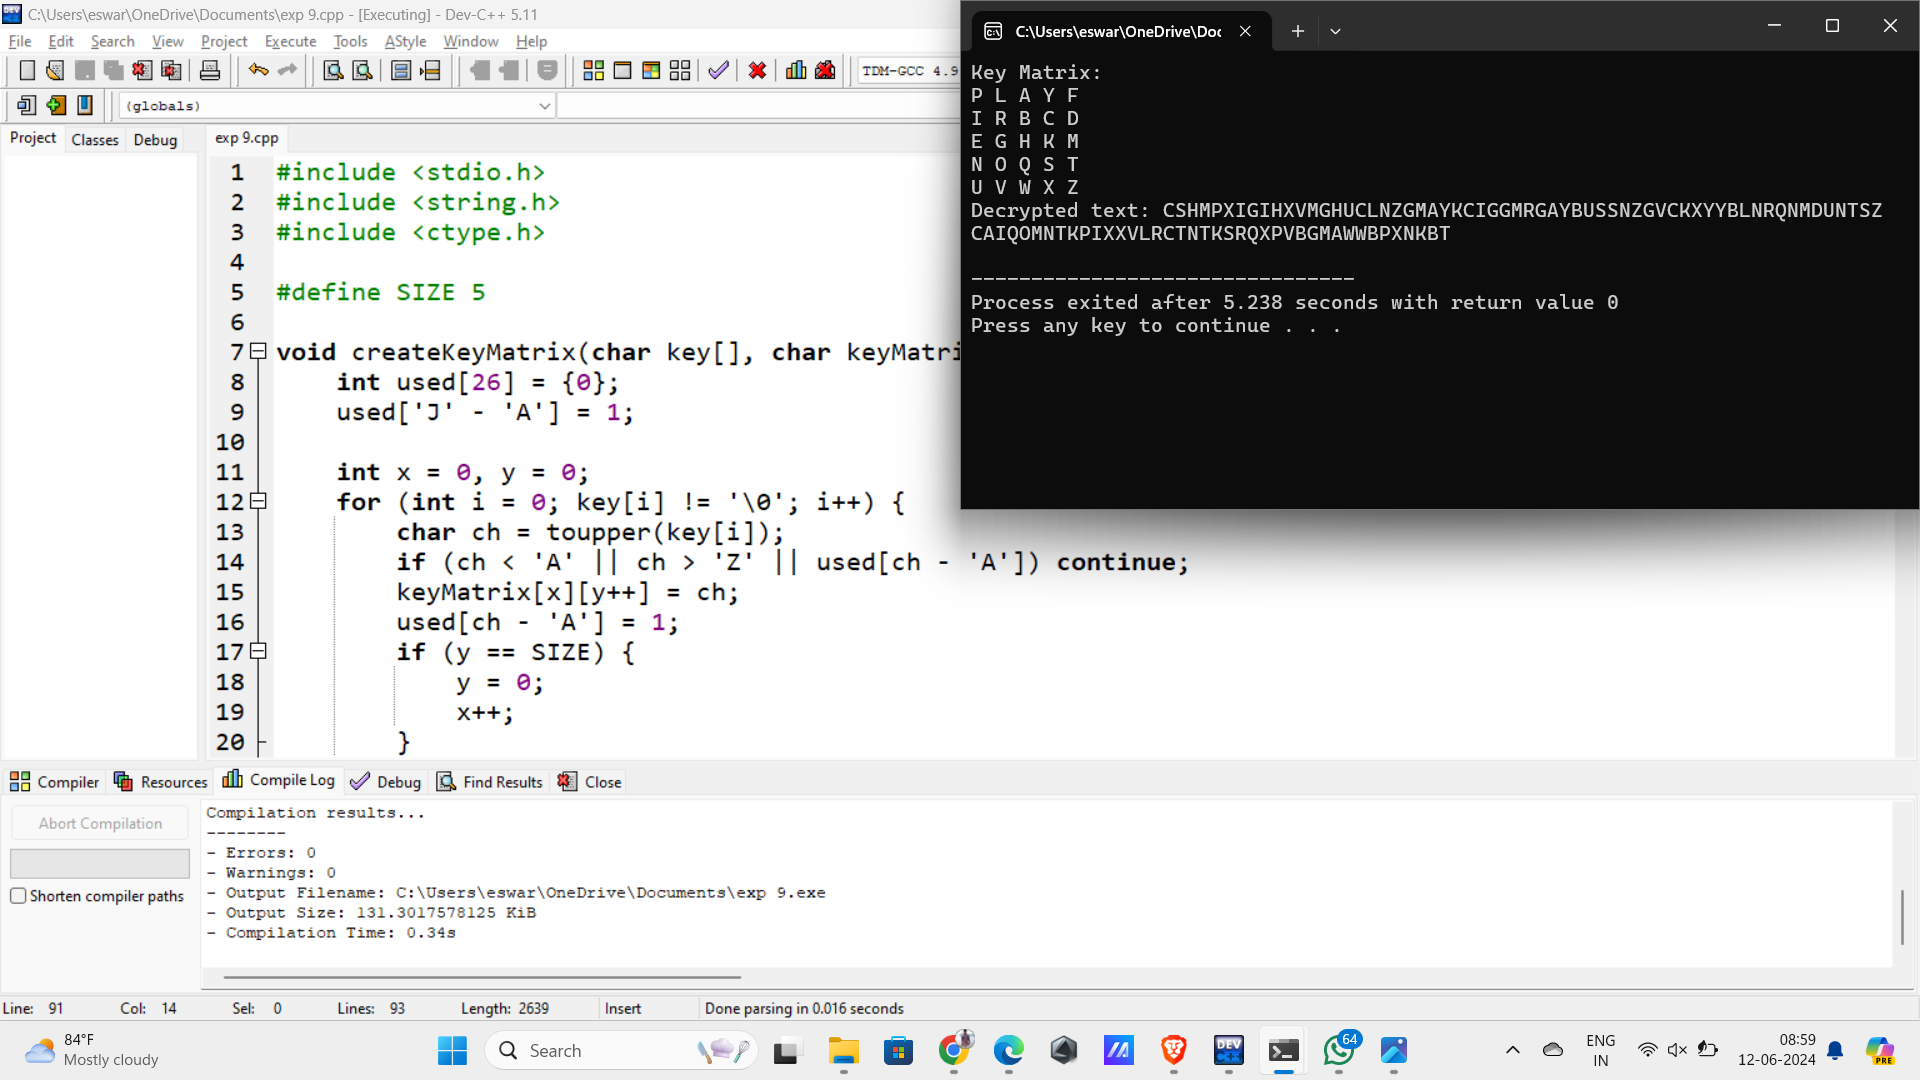 C:\Users\eswar\OneDrive\Documents\exp 9.cpp - [Executing] - Dev-C++ 5.11
File Edit Search View Project Execute Tools AStyle Window Help
TDM-GCC 4.9
(globals)
Project Classes Debug
exp 9.cpp
1 #include <stdio.h>
2 #include <string.h>
3 #include <ctype.h>
4
5 #define SIZE 5
6
7 void createKeyMatrix(char key[], char keyMatri
8 int used[26] = {0};
9 used['J' - 'A'] = 1;
10
11 int x = 0, y = 0;
12 for (int i = 0; key[i] != '\0'; i++) {
13 char ch = toupper(key[i]);
14 if (ch < 'A' || ch > 'Z' || used[ch - 'A']) continue;
15 keyMatrix[x][y++] = ch;
16 used[ch - 'A'] = 1;
17 if (y == SIZE) {
18 y = 0;
19 x++;
20 }
C:\Users\eswar\OneDrive\Doc
Key Matrix:
P L A Y F
I R B C D
E G H K M
N O Q S T
U V W X Z
Decrypted text: CSHMPXIGIHXVMGHUCLNZGMAYKCIGGMRGAYBUSSNZGVCKXYYBLNRQNMDUNTSZ
CAIQOMNTKPIXXVLRCTNTKSRQXPVBGMAWWBPXNKBT
--------------------------------
Process exited after 5.238 seconds with return value 0
Press any key to continue . . .
Compiler Resources Compile Log Debug Find Results Close
Abort Compilation
Shorten compiler paths
Compilation results...
--------
- Errors: 0
- Warnings: 0
- Output Filename: C:\Users\eswar\OneDrive\Documents\exp 9.exe
- Output Size: 131.3017578125 KiB
- Compilation Time: 0.34s
Line: 91 Col: 14 Sel: 0 Lines: 93 Length: 2639 Insert Done parsing in 0.016 seconds
84°F
Mostly cloudy
Search
DEV
64
ENG
IN
08:59
12-06-2024
PRE